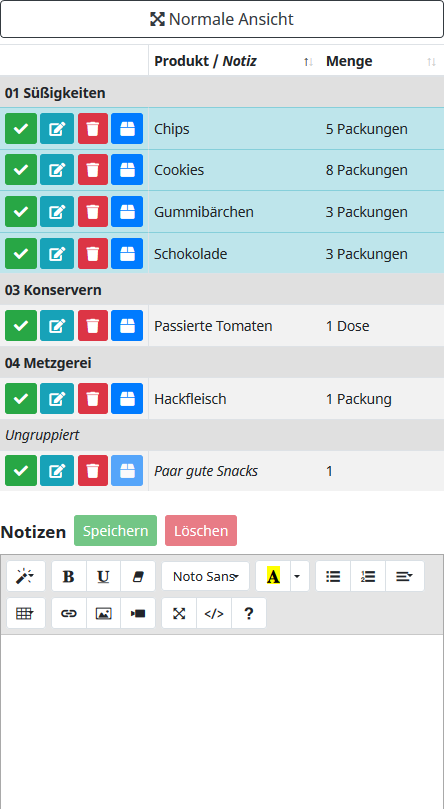 Normale Ansicht
Produkt / Notiz Menge
01 Süßigkeiten
Chips 5 Packungen
Cookies 8 Packungen
Gummibärchen 3 Packungen
Schokolade 3 Packungen
03 Konservern
Passierte Tomaten 1 Dose
04 Metzgerei
Hackfleisch 1 Packung
Ungruppiert
Paar gute Snacks 1
Notizen Speichern Löschen
B U Noto Sans A
</> ?